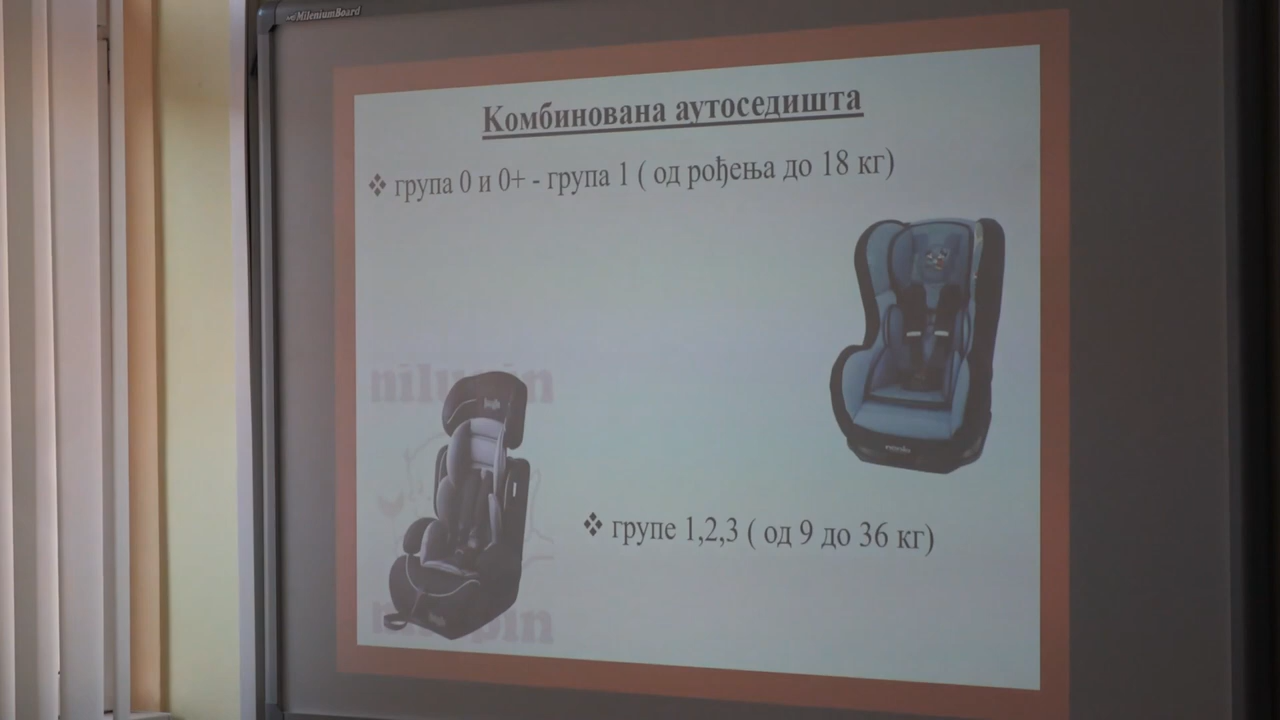 MileniumBoard
Комбинована аутоседишта
❖ група 0 и 0+ - група 1 ( од рођења до 18 кг)
❖ групе 1,2,3 ( од 9 до 36 кг)